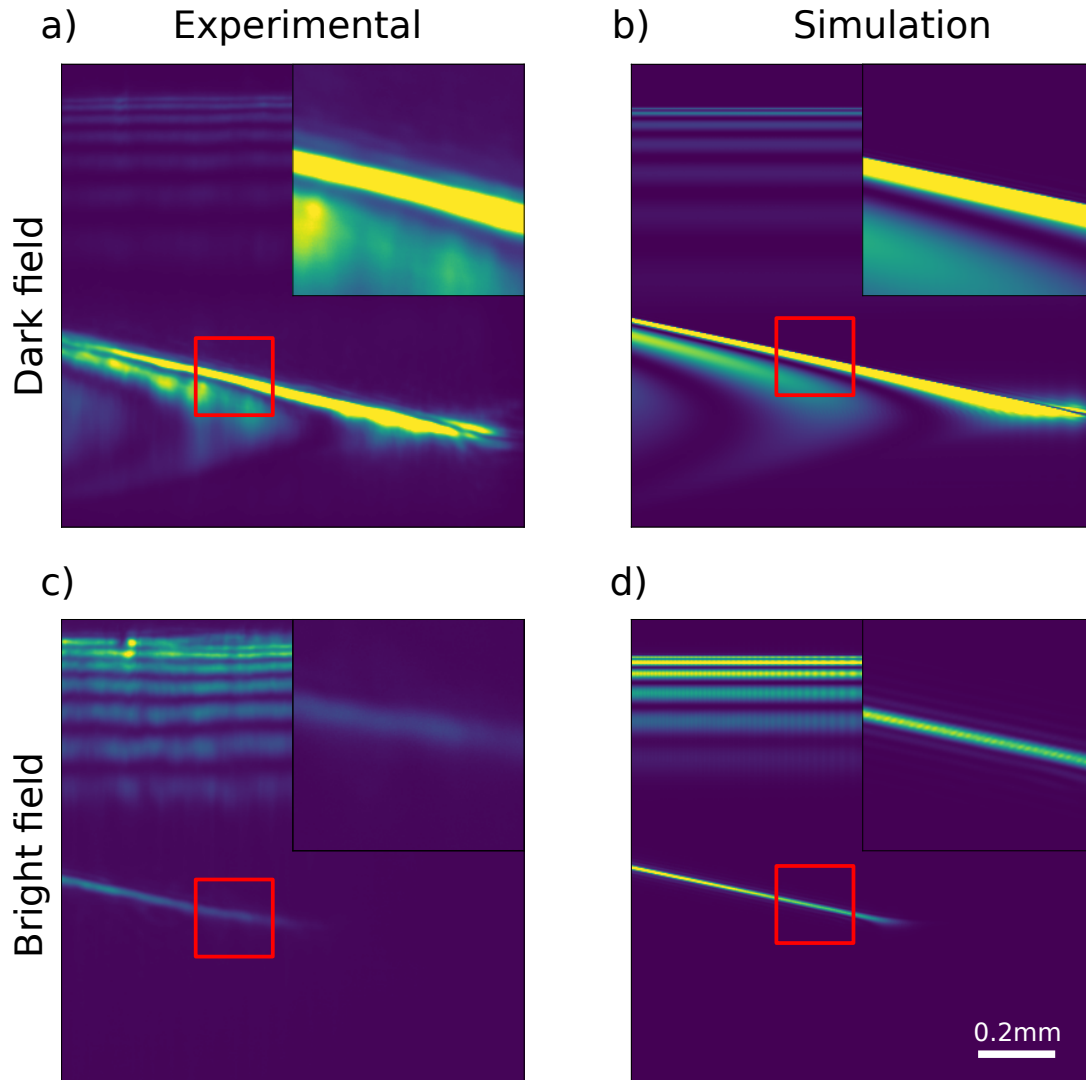 a) Experimental
b) Simulation
Dark field
c)
d)
Bright field
0.2mm